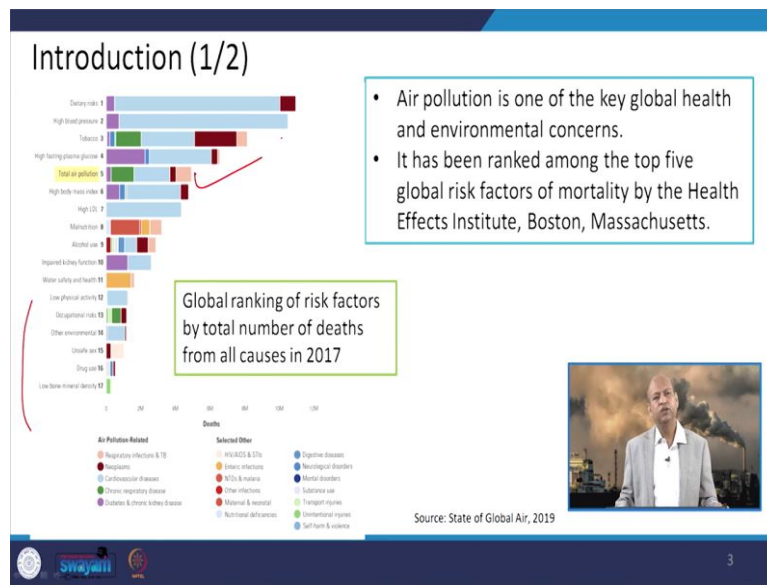 Introduction (1/2)
Dietary risks 1
High blood pressure 2
Tobacco 3
High fasting plasma glucose 4
Total air pollution 5
High body mass index 6
High LDL 7
Malnutrition 8
Alcohol use 9
Impaired kidney function 10
Water safety and health 11
Low physical activity 12
Occupational risks 13
Other environmental 14
Unsafe sex 15
Drug use 16
Low bone mineral density 17
0 2M 4M 6M 8M 10M 12M
Deaths
Air Pollution-Related
Respiratory infections & TB
Neoplasms
Cardiovascular diseases
Chronic respiratory disease
Diabetes & chronic kidney disease
Selected Other
HIV/AIDS & STIs
Enteric infections
NTDs & malaria
Other infections
Maternal & neonatal
Nutritional deficiencies
Digestive diseases
Neurological disorders
Mental disorders
Substance use
Transport injuries
Unintentional injuries
Self-harm & violence
• Air pollution is one of the key global health
and environmental concerns.
• It has been ranked among the top five
global risk factors of mortality by the Health
Effects Institute, Boston, Massachusetts.
Global ranking of risk factors
by total number of deaths
from all causes in 2017
Source: State of Global Air, 2019
swayam
3